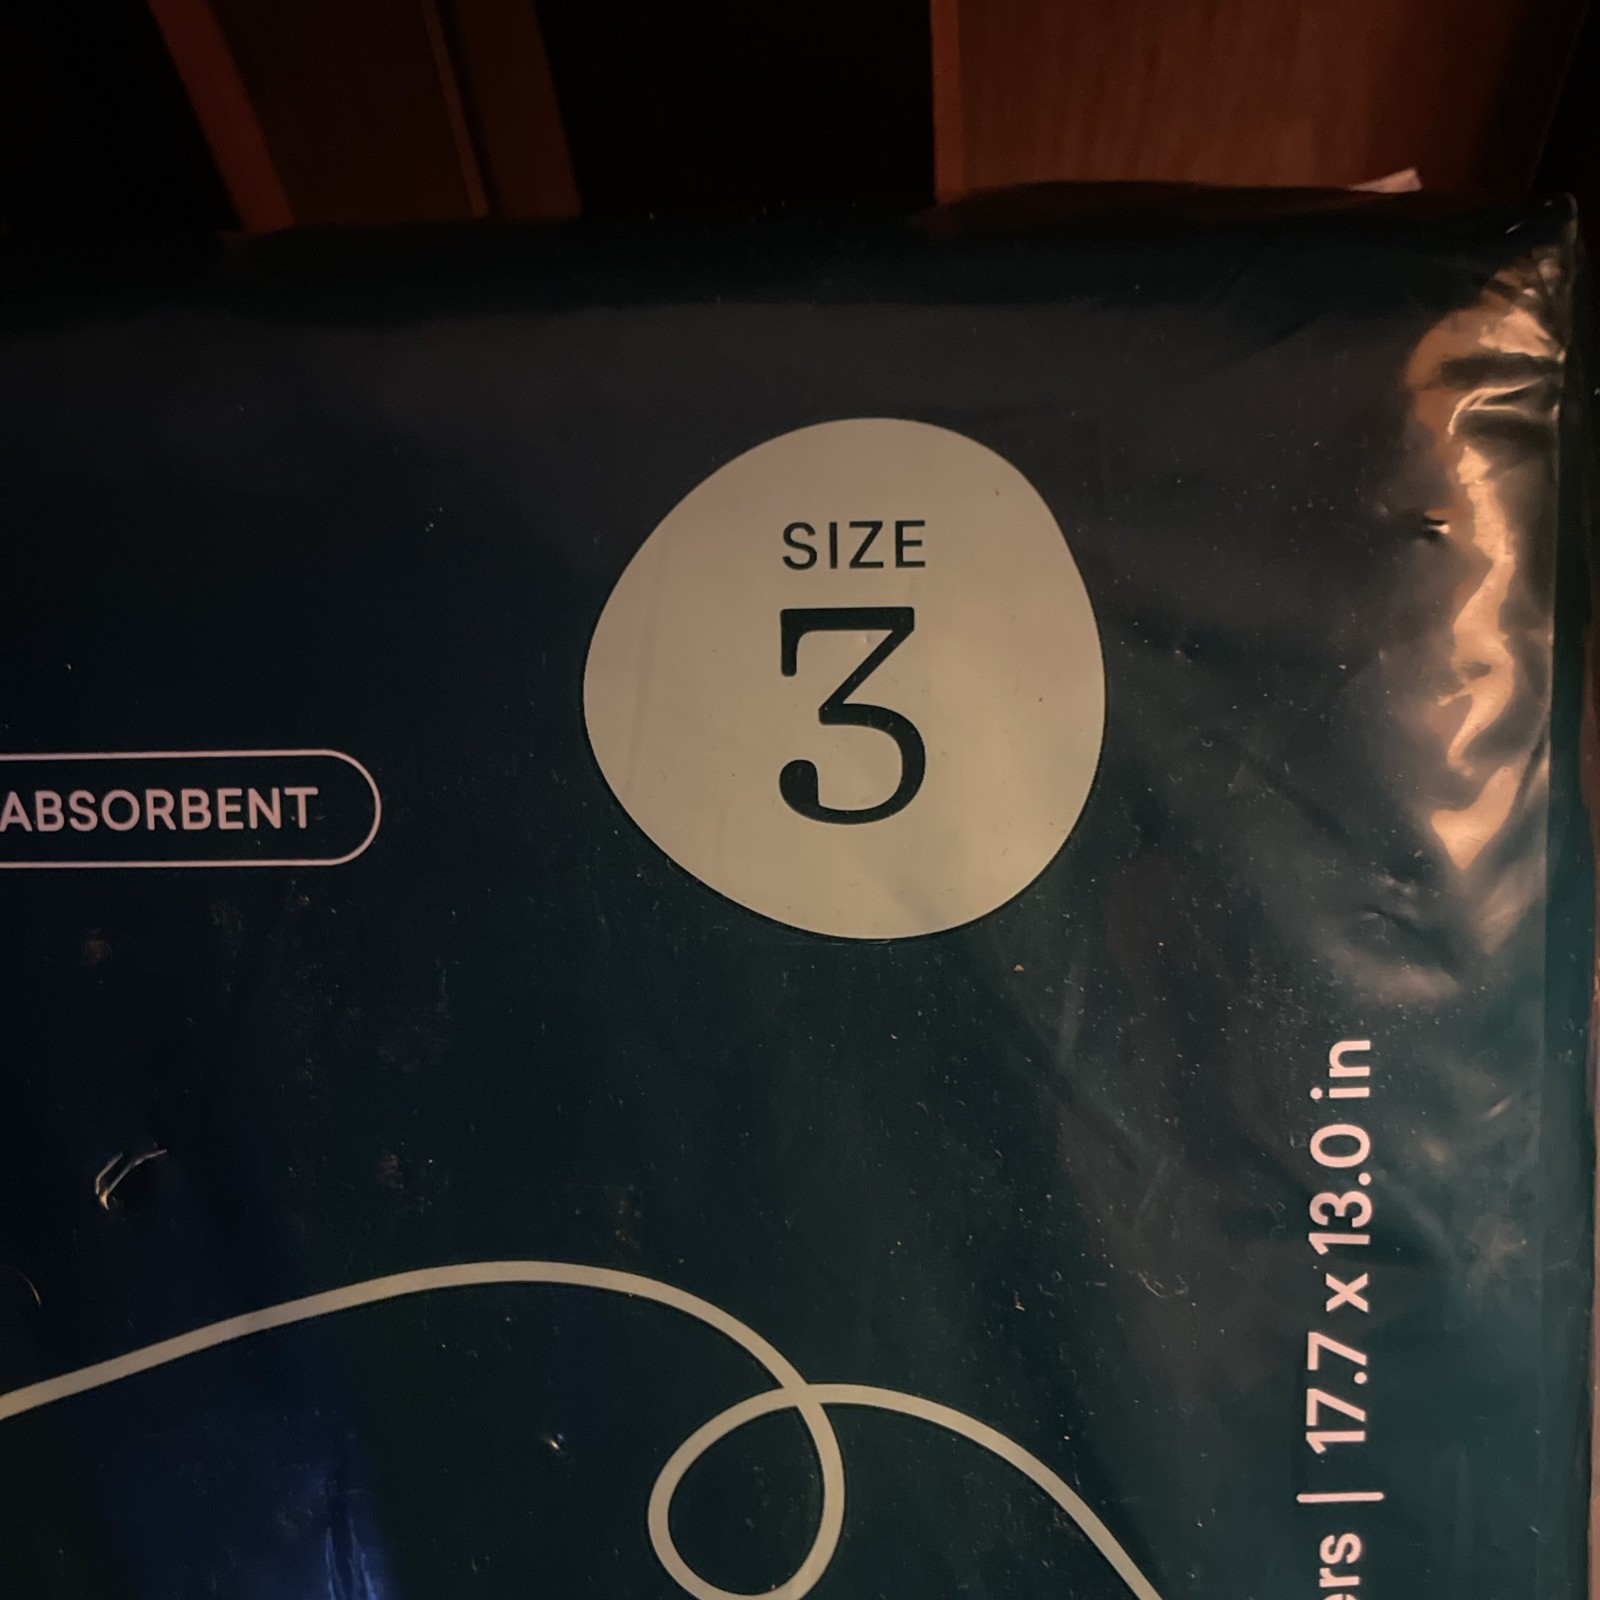 SIZE
3
ABSORBENT
ers | 17.7 x 13.0 in